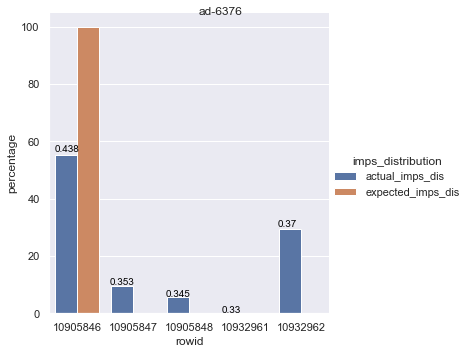 ad-6376
100
80
60
40
20
0
percentage
0.438
0.353
0.345
0.33
0.37
10905846 10905847 10905848 10932961 10932962
rowid
imps_distribution
actual_imps_dis
expected_imps_dis